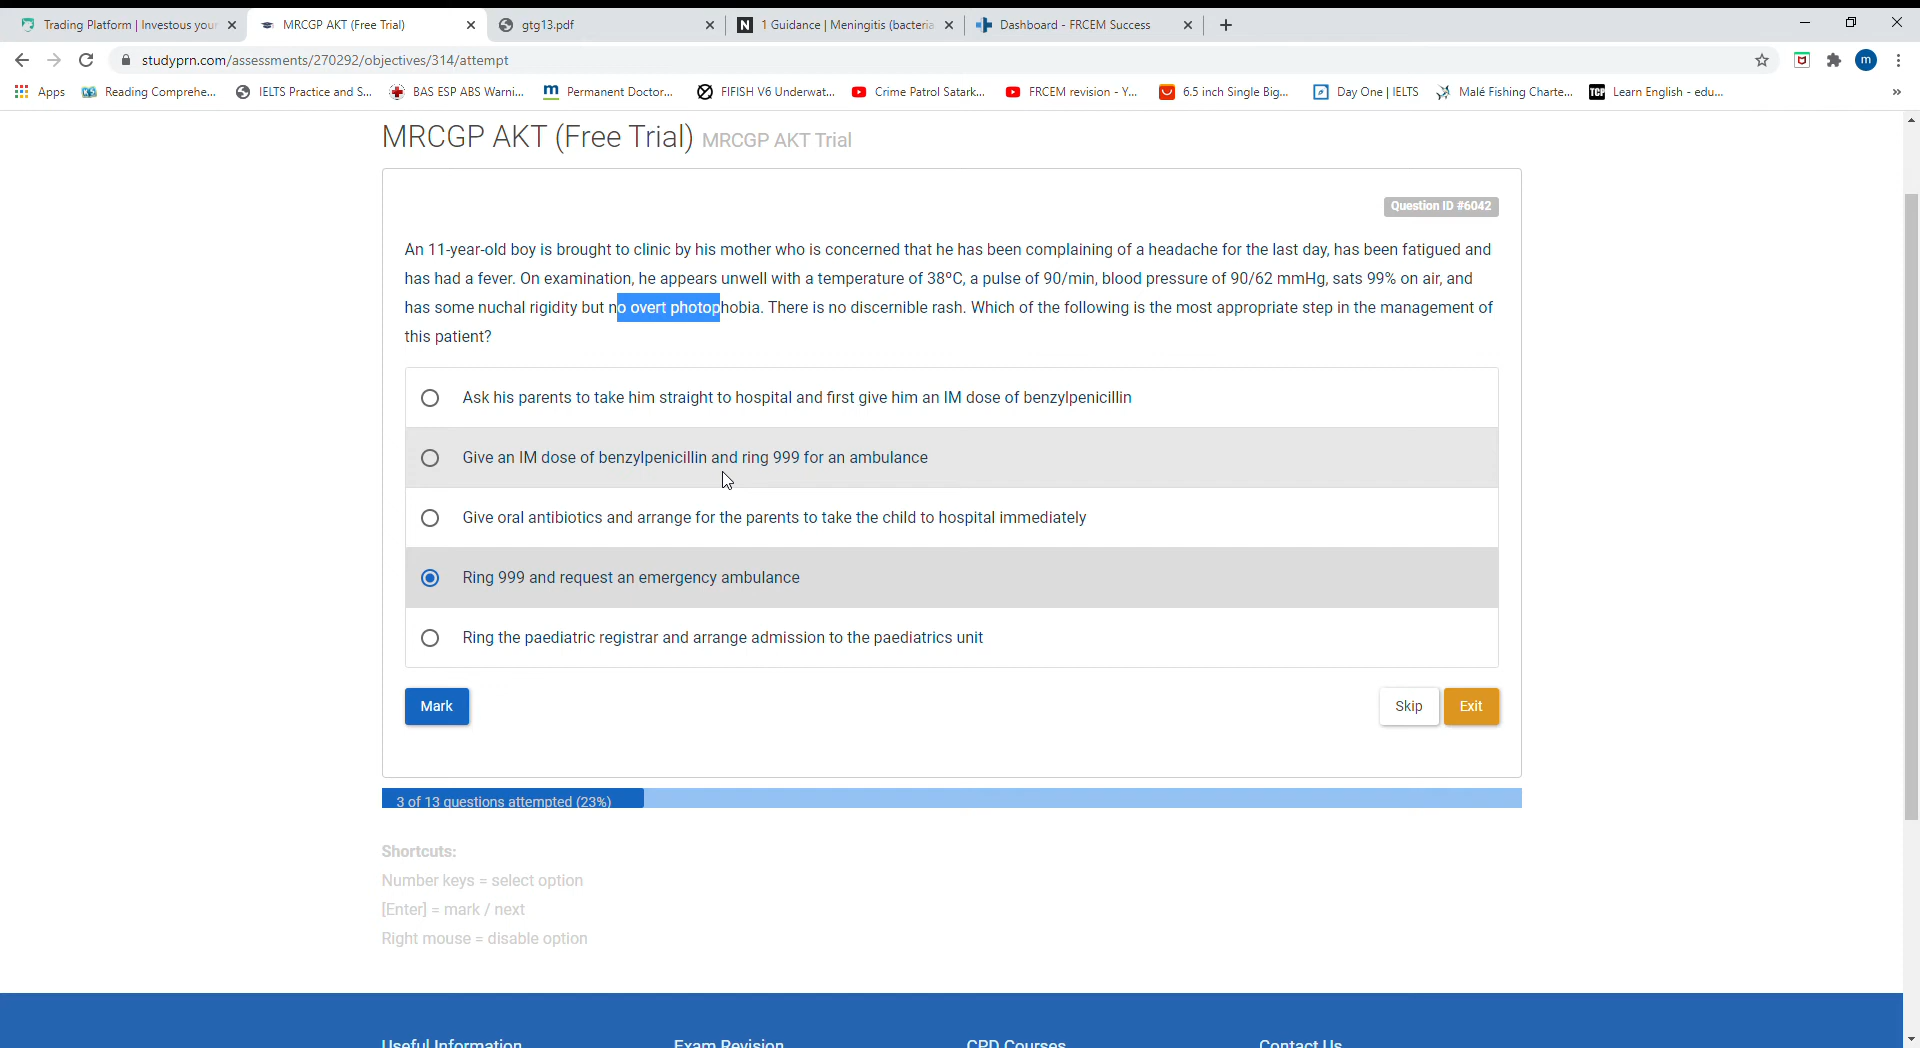 Trading Platform | Investous your
MRCGP AKT (Free Trial)
gtg13.pdf
1 Guidance | Meningitis (bacteria
Dashboard - FRCEM Success
studyprn.com/assessments/270292/objectives/314/attempt
m
Apps
Reading Comprehe...
IELTS Practice and S...
BAS ESP ABS Warni...
Permanent Doctor...
FIFISH V6 Underwat...
Crime Patrol Satark...
FRCEM revision - Y...
6.5 inch Single Big...
Day One | IELTS
Malé Fishing Charte...
TCP
Learn English - edu...
»
MRCGP AKT (Free Trial) MRCGP AKT Trial
Question ID #6042
An 11-year-old boy is brought to clinic by his mother who is concerned that he has been complaining of a headache for the last day, has been fatigued and
has had a fever. On examination, he appears unwell with a temperature of 38°C, a pulse of 90/min, blood pressure of 90/62 mmHg, sats 99% on air, and
has some nuchal rigidity but no overt photophobia. There is no discernible rash. Which of the following is the most appropriate step in the management of
this patient?
Ask his parents to take him straight to hospital and first give him an IM dose of benzylpenicillin
Give an IM dose of benzylpenicillin and ring 999 for an ambulance
Give oral antibiotics and arrange for the parents to take the child to hospital immediately
Ring 999 and request an emergency ambulance
Ring the paediatric registrar and arrange admission to the paediatrics unit
Mark
Skip
Exit
3 of 13 questions attempted (23%)
Shortcuts:
Number keys = select option
[Enter] = mark / next
Right mouse = disable option
Useful Information
Exam Revision
CPD Courses
Contact Us